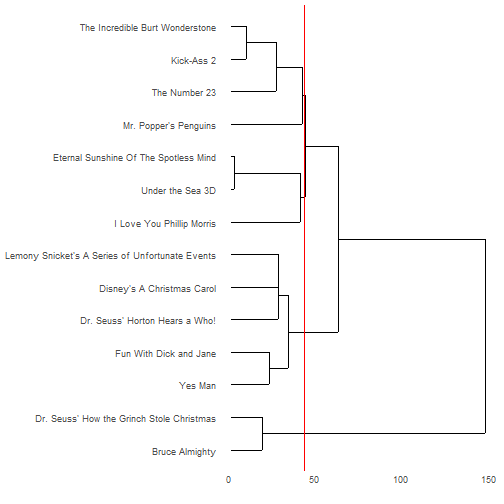 The Incredible Burt Wonderstone
Kick-Ass 2
The Number 23
Mr. Popper's Penguins
Eternal Sunshine Of The Spotless Mind
Under the Sea 3D
I Love You Phillip Morris
Lemony Snicket's A Series of Unfortunate Events
Disney's A Christmas Carol
Dr. Seuss' Horton Hears a Who!
Fun With Dick and Jane
Yes Man
Dr. Seuss' How the Grinch Stole Christmas
Bruce Almighty
0 50 100 150